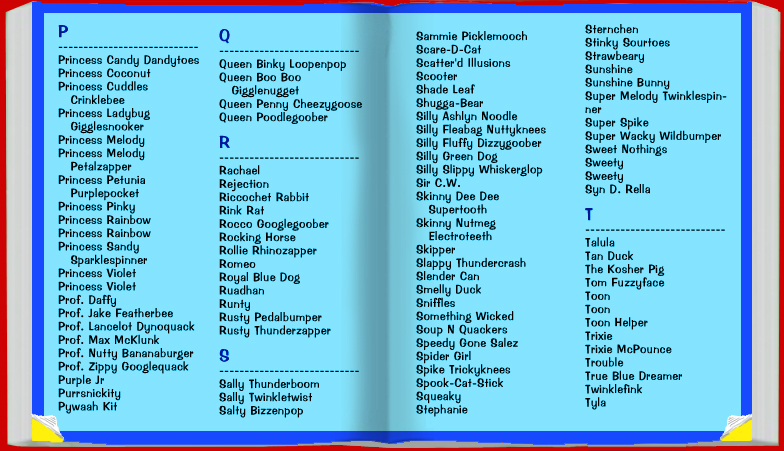 P
Princess Candy Dandytoes
Princess Coconut
Princess Cuddles
Crinklebee
Princess Ladybug
Gigglesnooker
Princess Melody
Princess Melody
Petalzapper
Princess Petunia
Purplepocket
Princess Pinky
Princess Rainbow
Princess Rainbow
Princess Sandy
Sparklespinner
Princess Violet
Princess Violet
Prof. Daffy
Prof. Jake Featherbee
Prof. Lancelot Dynoquack
Prof. Max McKlunk
Prof. Nutty Bananaburger
Prof. Zippy Googlequack
Purple Jr
Purrsnickity
Pywaah Kit
Q
Queen Binky Loopenpop
Queen Boo Boo
Gigglenugget
Queen Penny Cheezygoose
Queen Poodlegoober
R
Rachael
Rejection
Riccochet Rabbit
Rink Rat
Rocco Googlegoober
Rocking Horse
Rollie Rhinozapper
Romeo
Royal Blue Dog
Ruadhan
Runty
Rusty Pedalbumper
Rusty Thunderzapper
S
Sally Thunderboom
Sally Twinkletwist
Salty Bizzenpop
Sammie Picklemooch
Scare-D-Cat
Scatter'd Illusions
Scooter
Shade Leaf
Shugga-Bear
Silly Ashlyn Noodle
Silly Fleabag Nuttyknees
Silly Fluffy Dizzygoober
Silly Green Dog
Silly Slippy Whiskerglop
Sir C.W.
Skinny Dee Dee
Supertooth
Skinny Nutmeg
Electroteeth
Skipper
Slappy Thundercrash
Slender Can
Smelly Duck
Sniffles
Something Wicked
Soup N Quackers
Speedy Gone Salez
Spider Girl
Spike Trickyknees
Spook-Cat-Stick
Squeaky
Stephanie
Sternchen
Stinky Sourtoes
Strawbeary
Sunshine
Sunshine Bunny
Super Melody Twinklespin-
ner
Super Spike
Super Wacky Wildbumper
Sweet Nothings
Sweety
Sweety
Syn D. Rella
T
Talula
Tan Duck
The Kosher Pig
Tom Fuzzyface
Toon
Toon
Toon Helper
Trixie
Trixie McPounce
Trouble
True Blue Dreamer
Twinklefink
Tyla